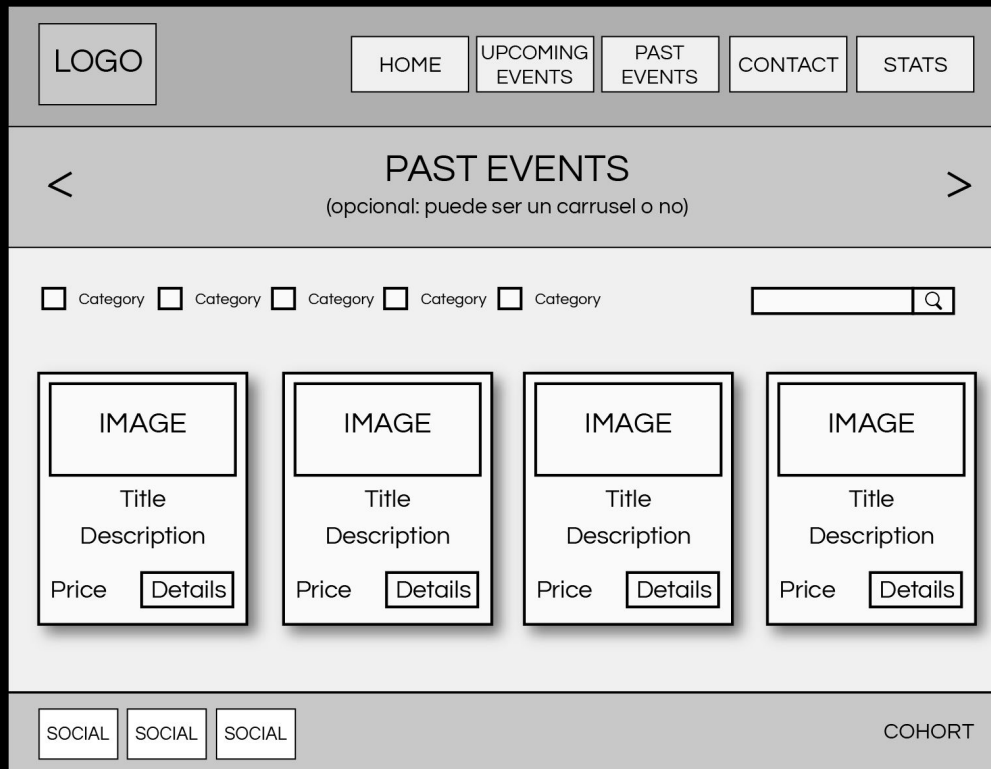 LOGO
HOME
UPCOMING
EVENTS
PAST
EVENTS
CONTACT
STATS
<
PAST EVENTS
(opcional: puede ser un carrusel o no)
>
Category
Category
Category
Category
Category
IMAGE
Title
Description
Price
Details
IMAGE
Title
Description
Price
Details
IMAGE
Title
Description
Price
Details
IMAGE
Title
Description
Price
Details
SOCIAL
SOCIAL
SOCIAL
COHORT